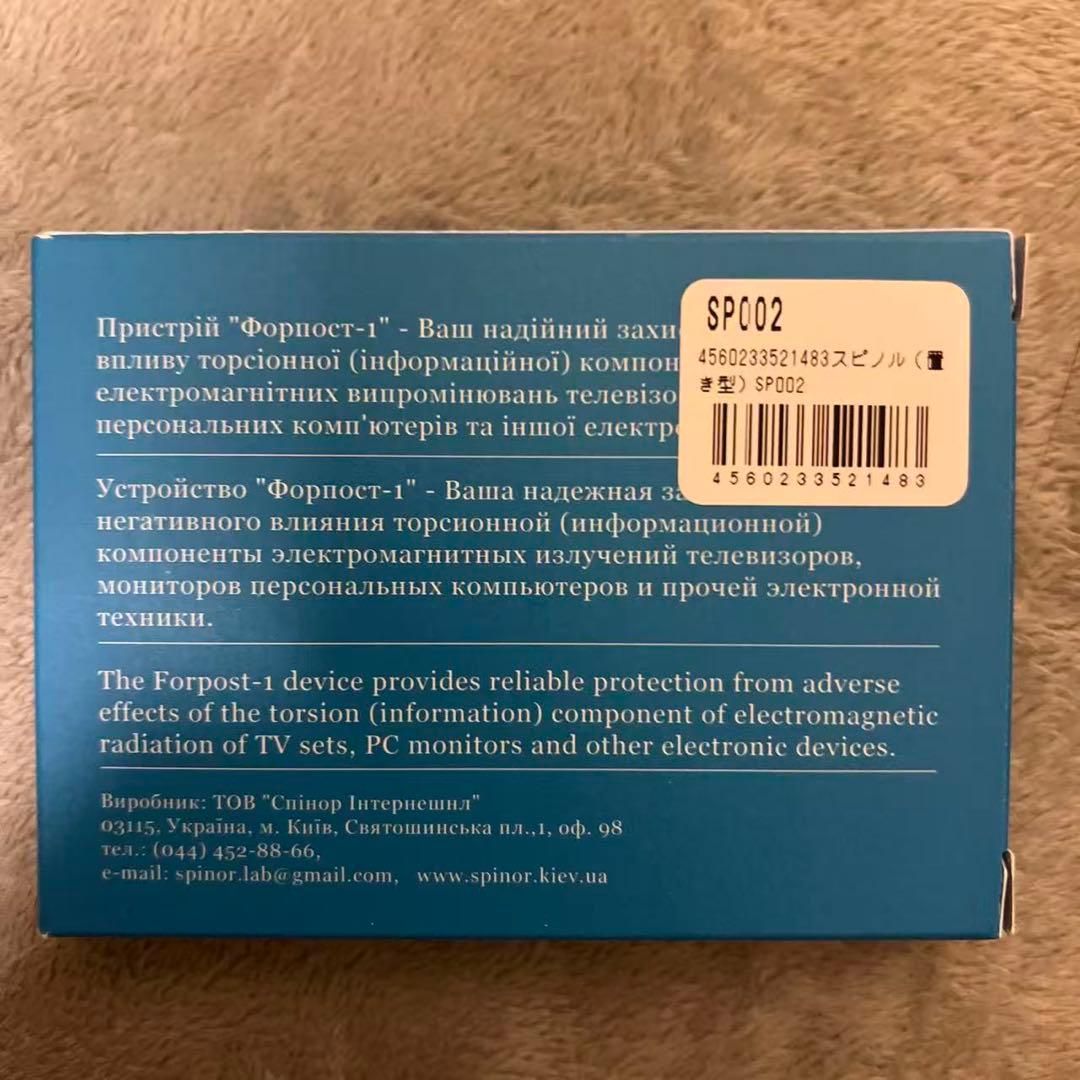 Пристрій "Форпост-1" - Ваш надійний
впливу торсіонної (інформаційної)
електромагнітних випромінювань
персональних комп'ютерів та іншої
Устройство "Форпост-1" - Ваша надежная
негативного влияния торсионной (информационной)
компоненты электромагнитных излучений телевизоров,
мониторов персональных компьютеров и прочей электронной
техники.
The Forpost-1 device provides reliable protection from adverse
effects of the torsion (information) component of electromagnetic
radiation of TV sets, PC monitors and other electronic devices.
Виробник: ТОВ "Спінор Інтернешнл"
03115, Україна, м. Київ, Святошинська пл.,1, оф. 98
тел.: (044) 452-88-66,
e-mail: spinor.lab@gmail.com, www.spinor.kiev.ua
SP002
4560233521483スピノル（置
き型）SP002
4560233521483